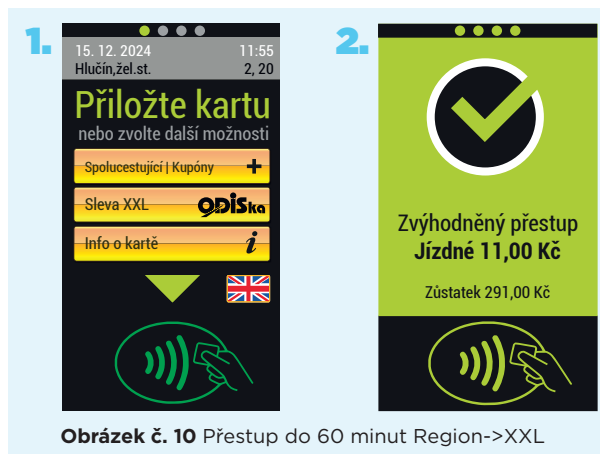 1.
15. 12. 2024 11:55
Hlučín,žel.st. 2, 20
Přiložte kartu
nebo zvolte další možnosti
Spolucestující | Kupóny +
Sleva XXL ODISka
Info o kartě i
2.
Zvýhodněný přestup
Jízdné 11,00 Kč
Zůstatek 291,00 Kč
Obrázek č. 10 Přestup do 60 minut Region->XXL